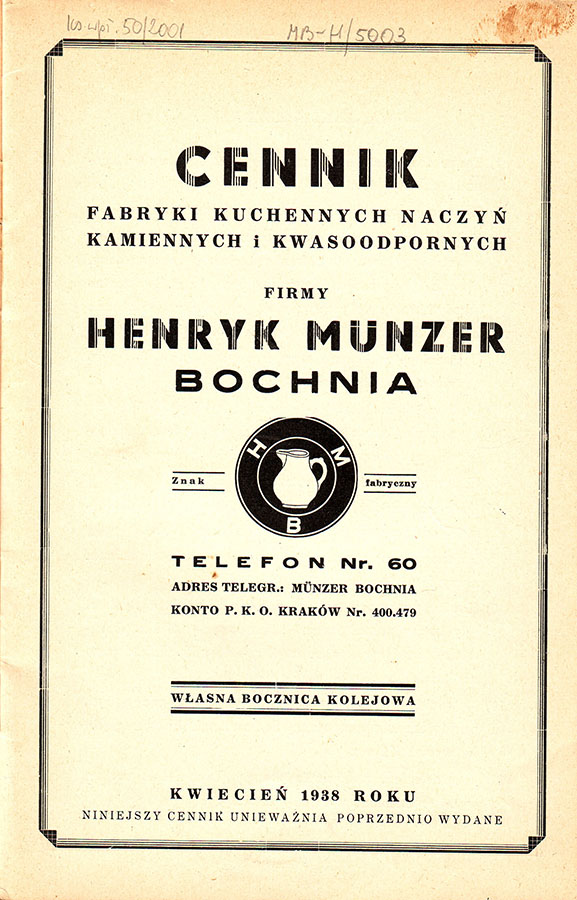 ks.wpł. 50/2001 MB-H/5003
CENNIK
FABRYKI KUCHENNYCH NACZYŃ
KAMIENNYCH i KWASOODPORNYCH
FIRMY
HENRYK MÜNZER
BOCHNIA
H M
B
Znak fabryczny
TELEFON Nr. 60
ADRES TELEGR.: MÜNZER BOCHNIA
KONTO P. K. O. KRAKÓW Nr. 400.479
WŁASNA BOCZNICA KOLEJOWA
KWIECIEŃ 1938 ROKU
NINIEJSZY CENNIK UNIEWAŻNIA POPRZEDNIO WYDANE